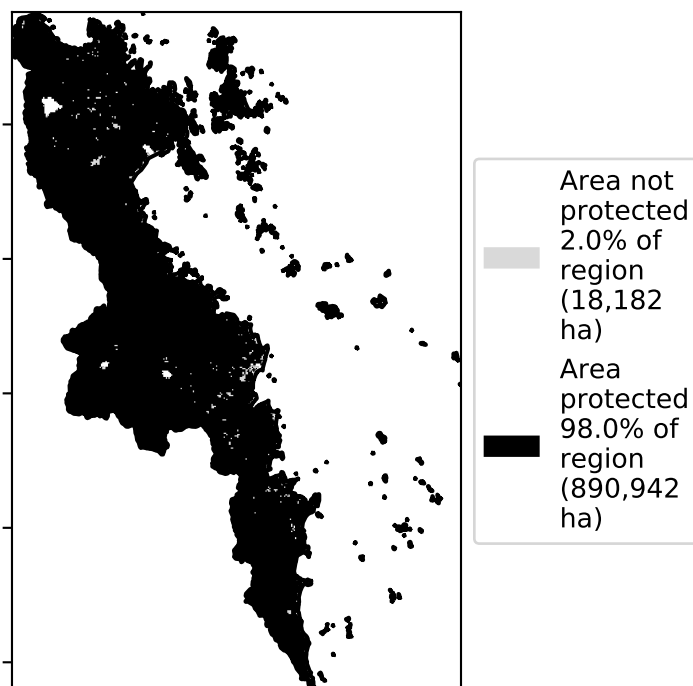 Area not
protected
2.0% of
region
(18,182
ha)
Area
protected
98.0% of
region
(890,942
ha)